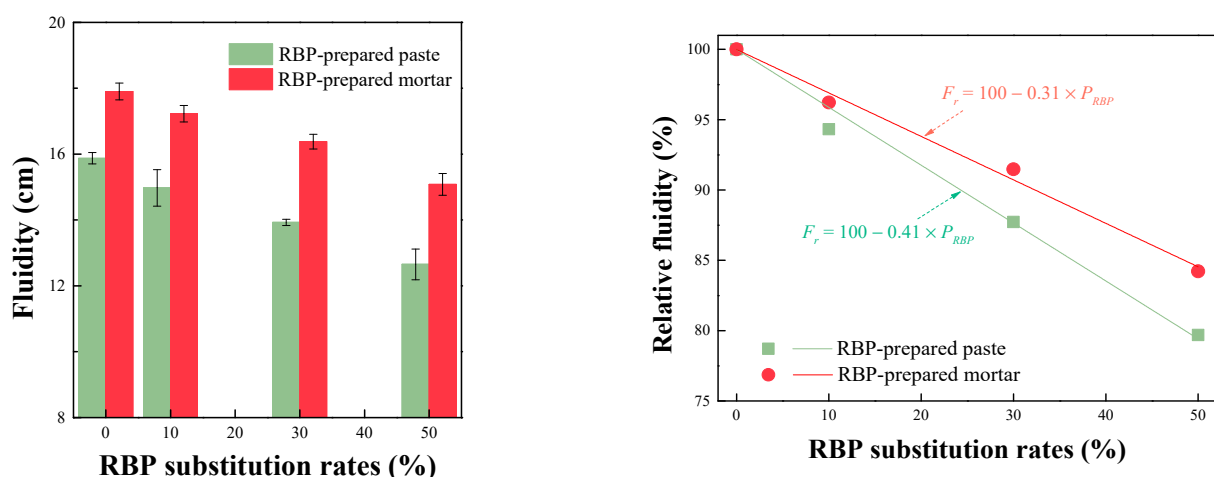 20
16
12
8
Fluidity (cm)
RBP-prepared paste
RBP-prepared mortar
0 10 20 30 40 50
RBP substitution rates (%)
100
95
90
85
80
75
Relative fluidity (%)
F_r = 100 − 0.31 × P_RBP
F_r = 100 − 0.41 × P_RBP
RBP-prepared paste
RBP-prepared mortar
0 10 20 30 40 50
RBP substitution rates (%)